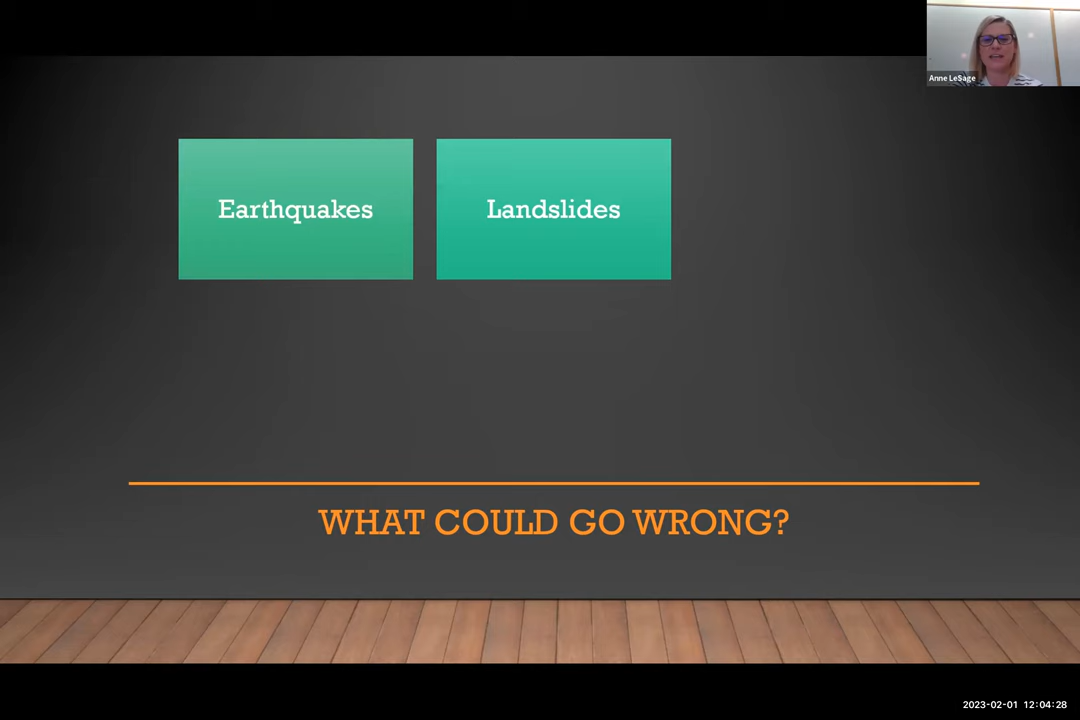 Anne LeSage
Earthquakes
Landslides
WHAT COULD GO WRONG?
2023-02-01 12:04:28